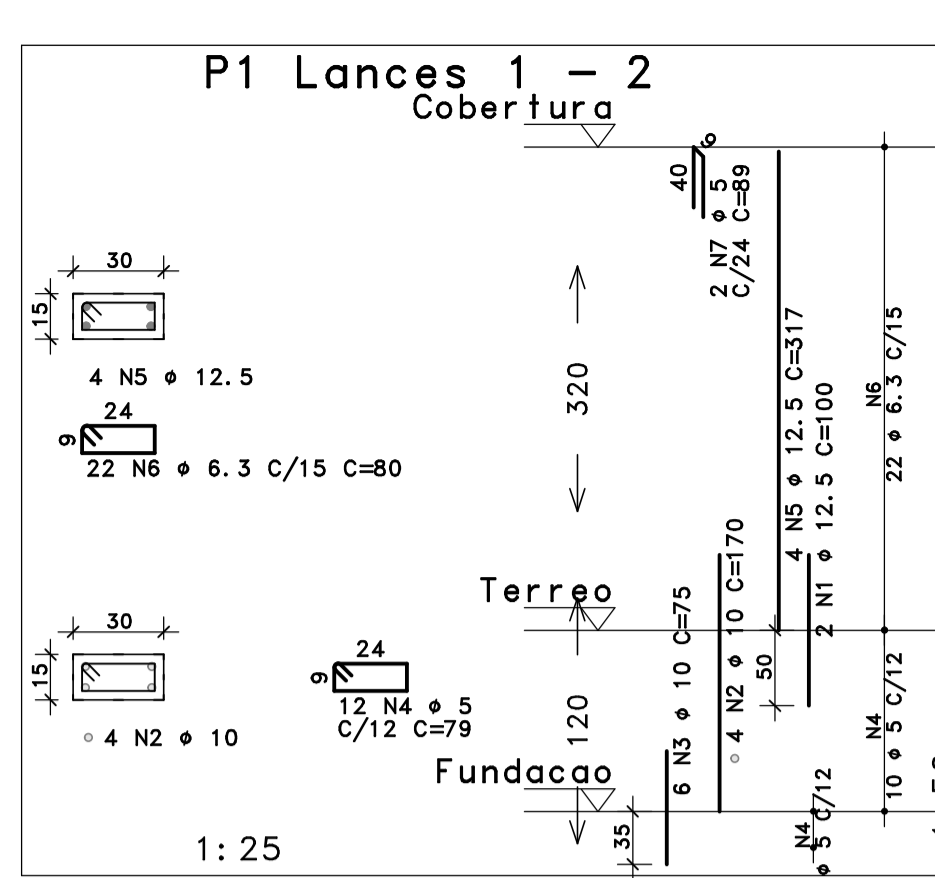 P1 Lances 1 - 2
Cobertura
6
40
2 N7 ø 5
C/24 C=89
30
15
4 N5 ø 12.5
24
9
22 N6 ø 6.3 C/15 C=80
320
4 N5 ø 12.5 C=317
2 N1 ø 12.5 C=100
N6
22 ø 6.3 C/15
Terreo
30
15
4 N2 ø 10
24
9
12 N4 ø 5
C/12 C=79
120
6 N3 ø 10 C=75
4 N2 ø 10 C=170
50
N4
10 ø 5 C/12
Fundacao
35
N4
ø 5 C/12
1:25